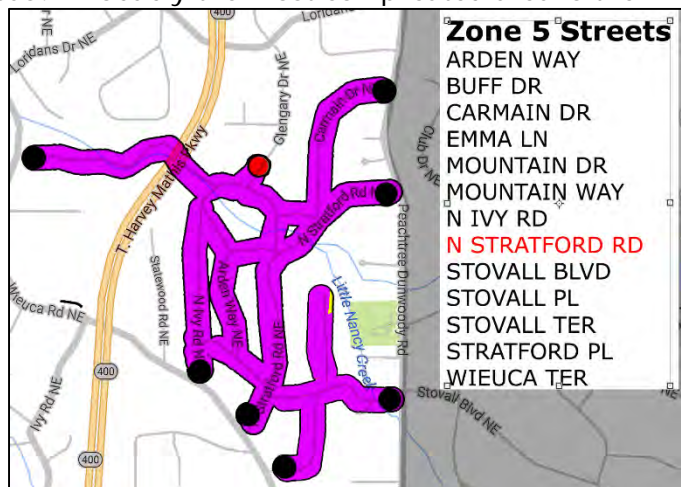 400
Loridans Dr NE
Loridans Dr NE
Glengary Dr NE
Carmain Dr N
Club Dr NE
T. Harvey Mathis Pkwy
N Stratford Rd N
Peachtree Dunwoody Rd
Statewood Rd NE
Arden Way NE
N Ivy Rd NE
Stratford Rd NE
Little Nancy Creek
Wieuca Rd NE
Ivy Rd NE
400
Stovall Blvd NE
400
Zone 5 Streets
ARDEN WAY
BUFF DR
CARMAIN DR
EMMA LN
MOUNTAIN DR
MOUNTAIN WAY
N IVY RD
N STRATFORD RD
STOVALL BLVD
STOVALL PL
STOVALL TER
STRATFORD PL
WIEUCA TER